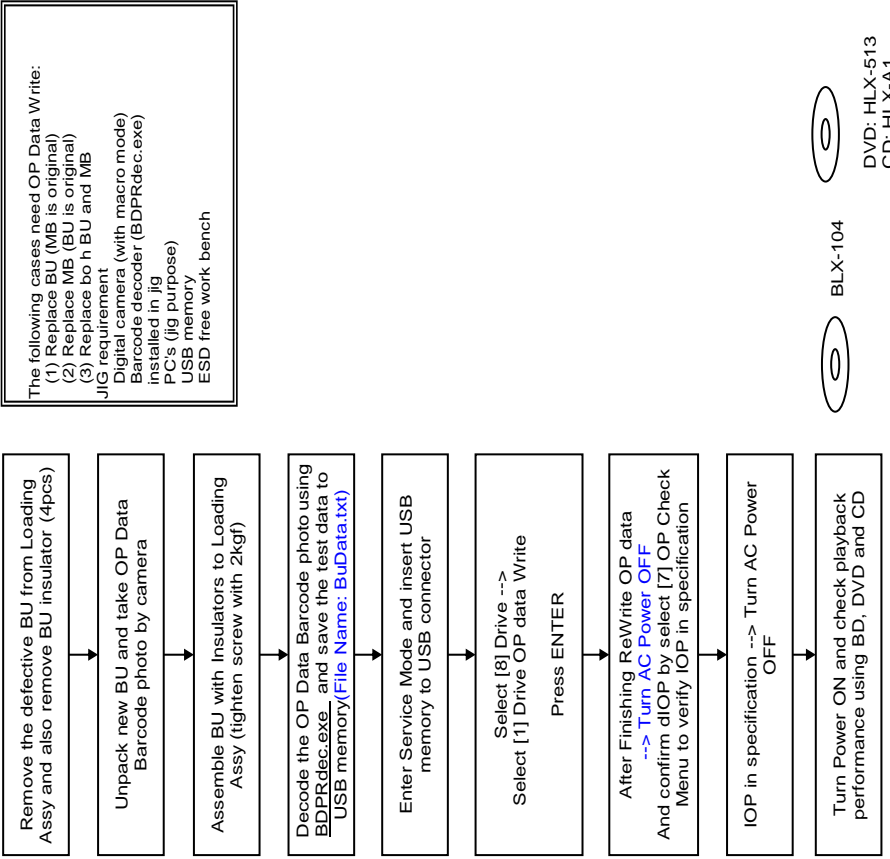 Remove the defective BU from Loading
Assy and also remove BU insulator (4pcs)
Unpack new BU and take OP Data
Barcode photo by camera
Assemble BU with Insulators to Loading
Assy (tighten screw with 2kgf)
Decode the OP Data Barcode photo using
BDPRdec.exe and save the test data to
USB memory(File Name: BuData.txt)
Enter Service Mode and insert USB
memory to USB connector
Select [8] Drive -->
Select [1] Drive OP data Write
Press ENTER
After Finishing ReWrite OP data
--> Turn AC Power OFF
And confirm dIOP by select [7] OP Check
Menu to verify IOP in specification
IOP in specification --> Turn AC Power
OFF
Turn Power ON and check playback
performance using BD, DVD and CD
The following cases need OP Data Write:
(1) Replace BU (MB is original)
(2) Replace MB (BU is original)
(3) Replace bo h BU and MB
JIG requirement
Digital camera (with macro mode)
Barcode decoder (BDPRdec.exe)
installed in jig
PC's (jig purpose)
USB memory
ESD free work bench
BLX-104
DVD: HLX-513
CD: HLX-A1